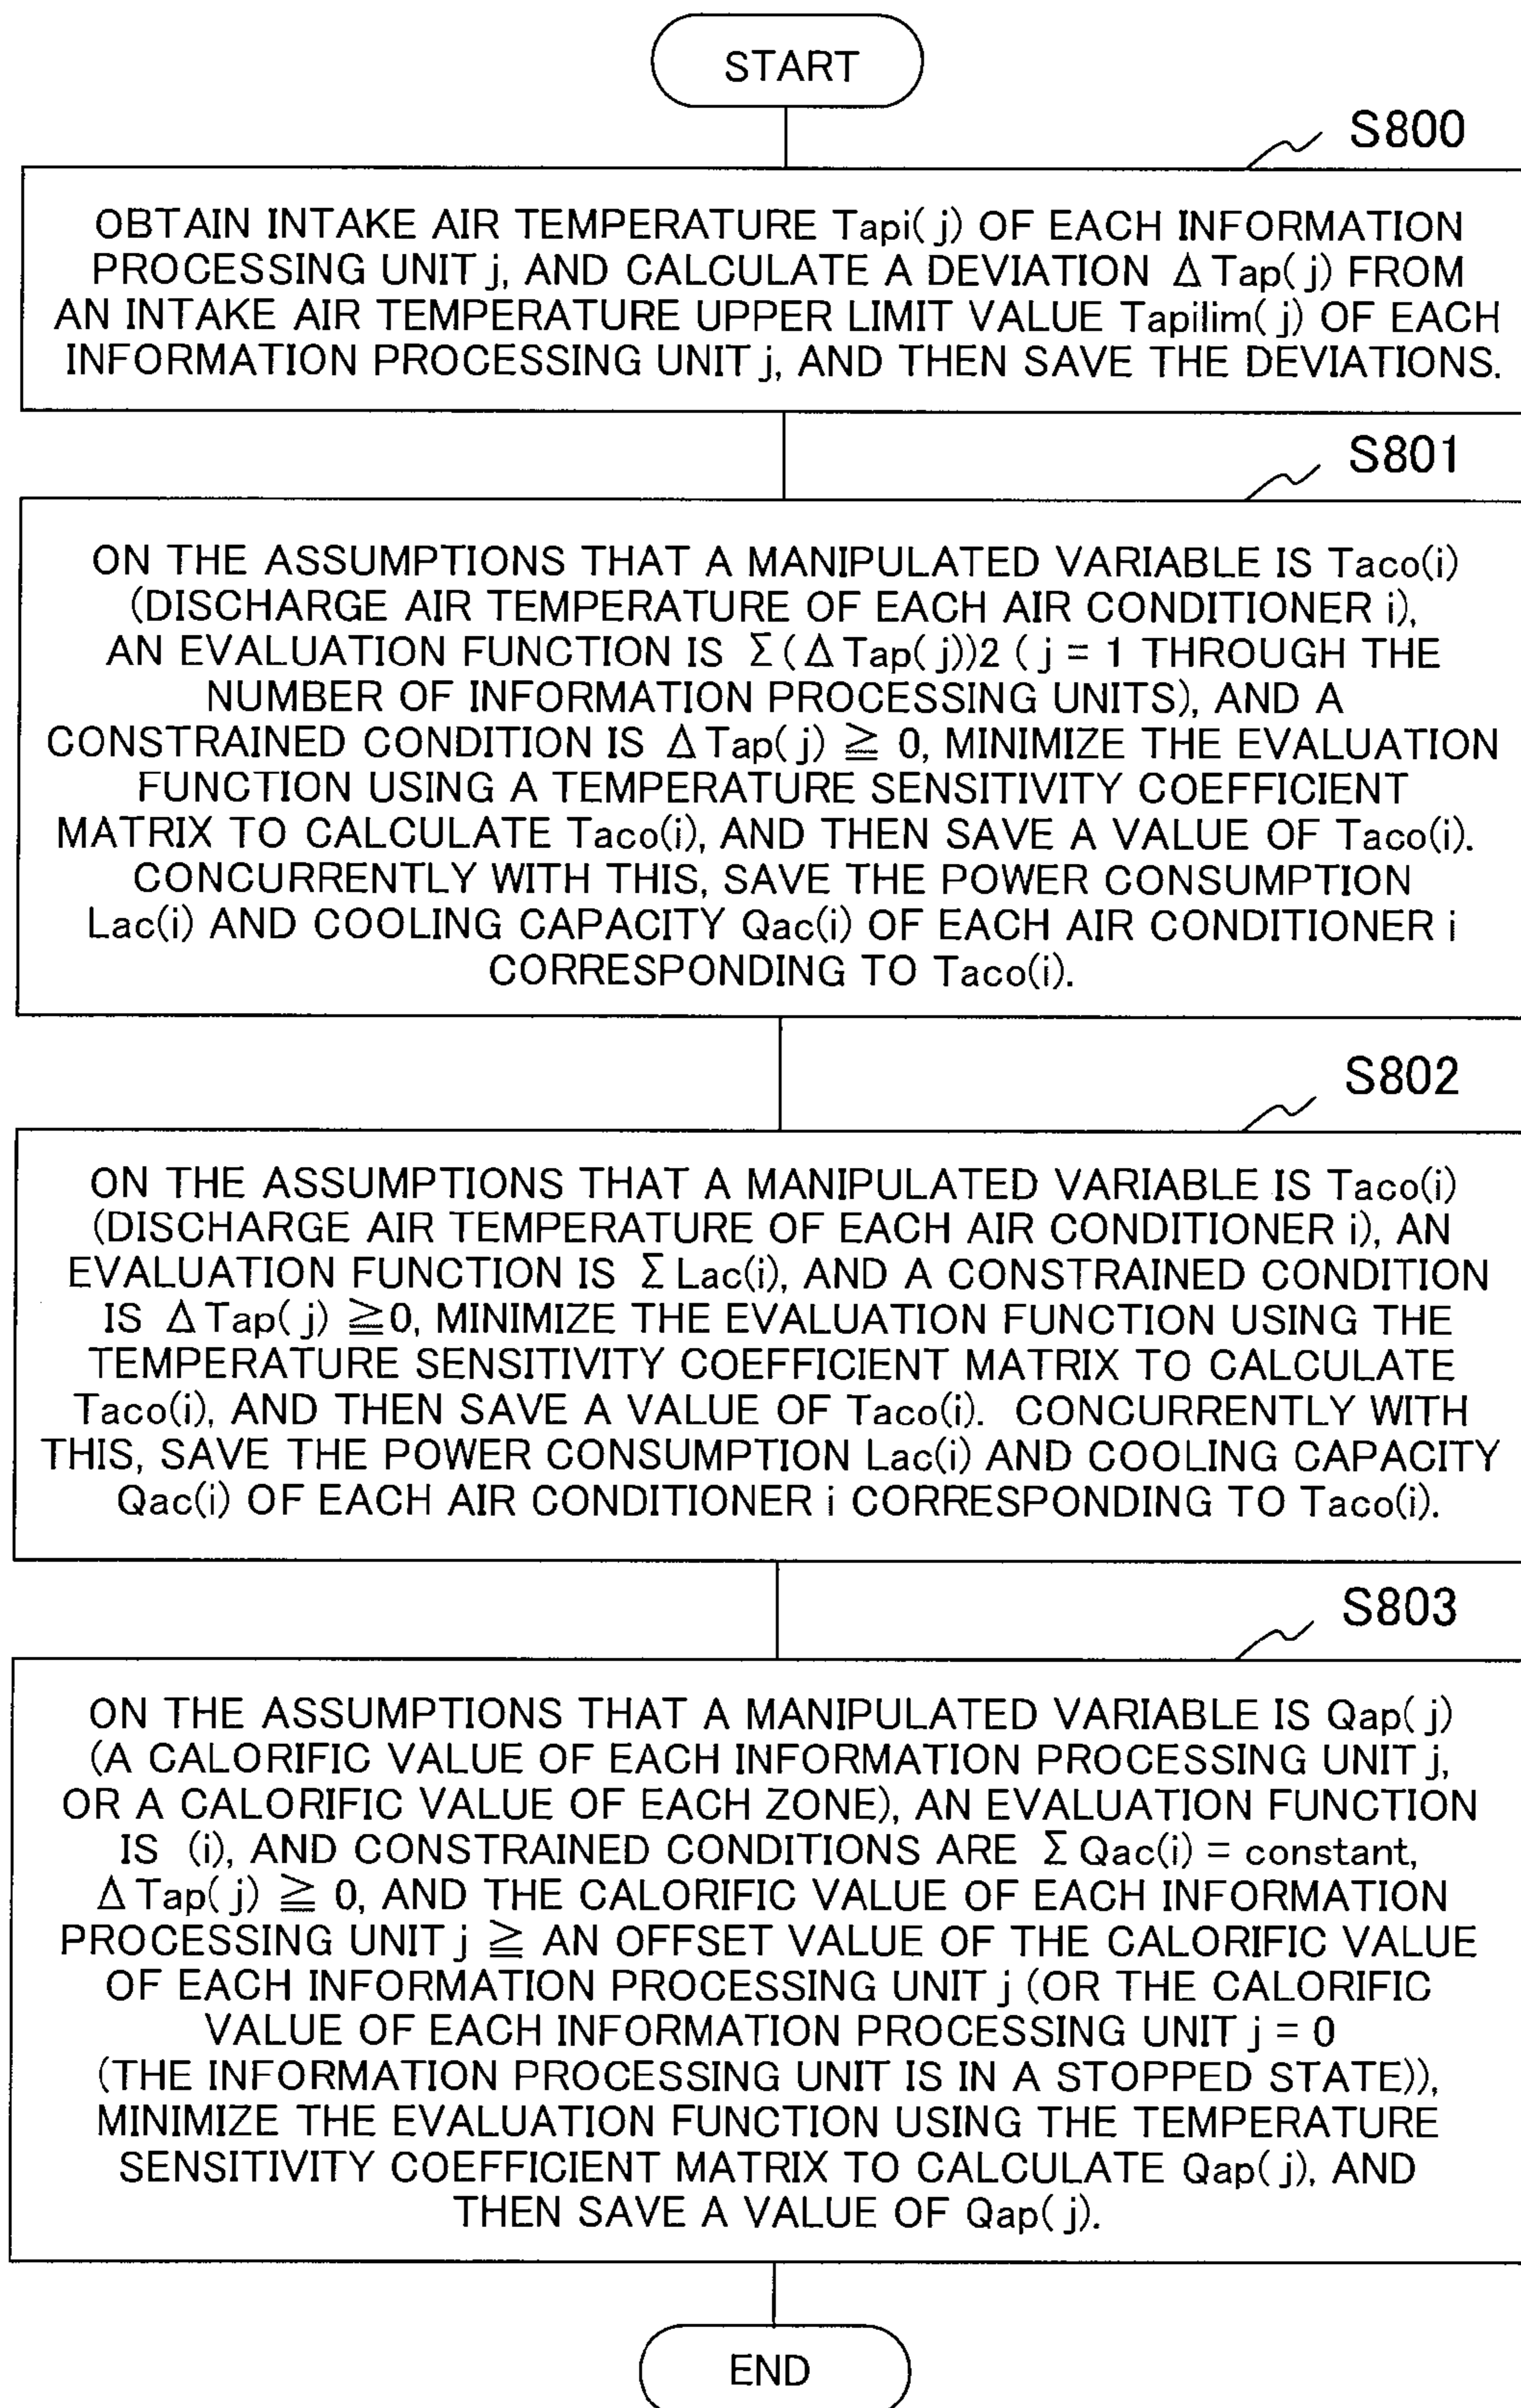 START
S800
OBTAIN INTAKE AIR TEMPERATURE Tapi( j) OF EACH INFORMATION
PROCESSING UNIT j, AND CALCULATE A DEVIATION ΔTap( j) FROM
AN INTAKE AIR TEMPERATURE UPPER LIMIT VALUE Tapilim( j) OF EACH
INFORMATION PROCESSING UNIT j, AND THEN SAVE THE DEVIATIONS.
S801
ON THE ASSUMPTIONS THAT A MANIPULATED VARIABLE IS Taco(i)
(DISCHARGE AIR TEMPERATURE OF EACH AIR CONDITIONER i),
AN EVALUATION FUNCTION IS Σ(ΔTap( j))2 ( j = 1 THROUGH THE
NUMBER OF INFORMATION PROCESSING UNITS), AND A
CONSTRAINED CONDITION IS ΔTap( j) ≧ 0, MINIMIZE THE EVALUATION
FUNCTION USING A TEMPERATURE SENSITIVITY COEFFICIENT
MATRIX TO CALCULATE Taco(i), AND THEN SAVE A VALUE OF Taco(i).
CONCURRENTLY WITH THIS, SAVE THE POWER CONSUMPTION
Lac(i) AND COOLING CAPACITY Qac(i) OF EACH AIR CONDITIONER i
CORRESPONDING TO Taco(i).
S802
ON THE ASSUMPTIONS THAT A MANIPULATED VARIABLE IS Taco(i)
(DISCHARGE AIR TEMPERATURE OF EACH AIR CONDITIONER i), AN
EVALUATION FUNCTION IS Σ Lac(i), AND A CONSTRAINED CONDITION
IS ΔTap( j) ≧0, MINIMIZE THE EVALUATION FUNCTION USING THE
TEMPERATURE SENSITIVITY COEFFICIENT MATRIX TO CALCULATE
Taco(i), AND THEN SAVE A VALUE OF Taco(i). CONCURRENTLY WITH
THIS, SAVE THE POWER CONSUMPTION Lac(i) AND COOLING CAPACITY
Qac(i) OF EACH AIR CONDITIONER i CORRESPONDING TO Taco(i).
S803
ON THE ASSUMPTIONS THAT A MANIPULATED VARIABLE IS Qap( j)
(A CALORIFIC VALUE OF EACH INFORMATION PROCESSING UNIT j,
OR A CALORIFIC VALUE OF EACH ZONE), AN EVALUATION FUNCTION
IS (i), AND CONSTRAINED CONDITIONS ARE Σ Qac(i) = constant,
ΔTap( j) ≧ 0, AND THE CALORIFIC VALUE OF EACH INFORMATION
PROCESSING UNIT j ≧ AN OFFSET VALUE OF THE CALORIFIC VALUE
OF EACH INFORMATION PROCESSING UNIT j (OR THE CALORIFIC
VALUE OF EACH INFORMATION PROCESSING UNIT j = 0
(THE INFORMATION PROCESSING UNIT IS IN A STOPPED STATE)),
MINIMIZE THE EVALUATION FUNCTION USING THE TEMPERATURE
SENSITIVITY COEFFICIENT MATRIX TO CALCULATE Qap( j), AND
THEN SAVE A VALUE OF Qap( j).
END